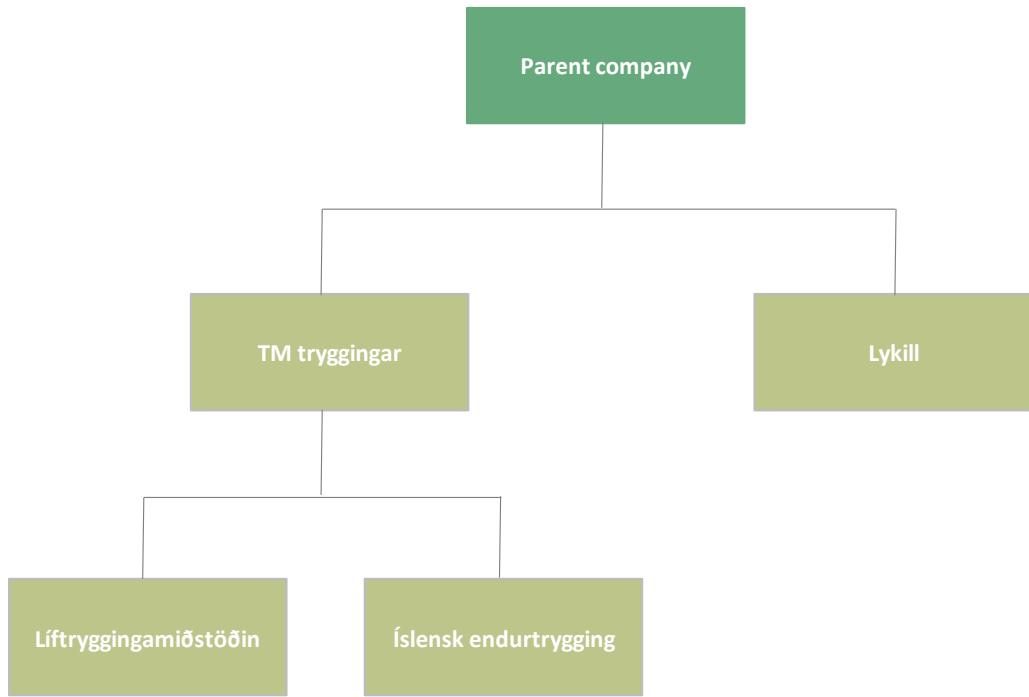 Parent company
TM tryggingar
Lykill
Líftryggingamiðstöðin
Íslensk endurtrygging